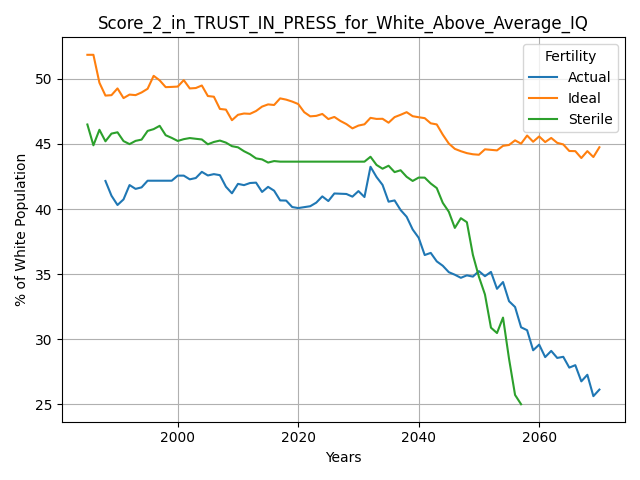 Score_2_in_TRUST_IN_PRESS_for_White_Above_Average_IQ
Fertility
Actual
Ideal
Sterile
% of White Population
50
45
40
35
30
25
2000
2020
2040
2060
Years